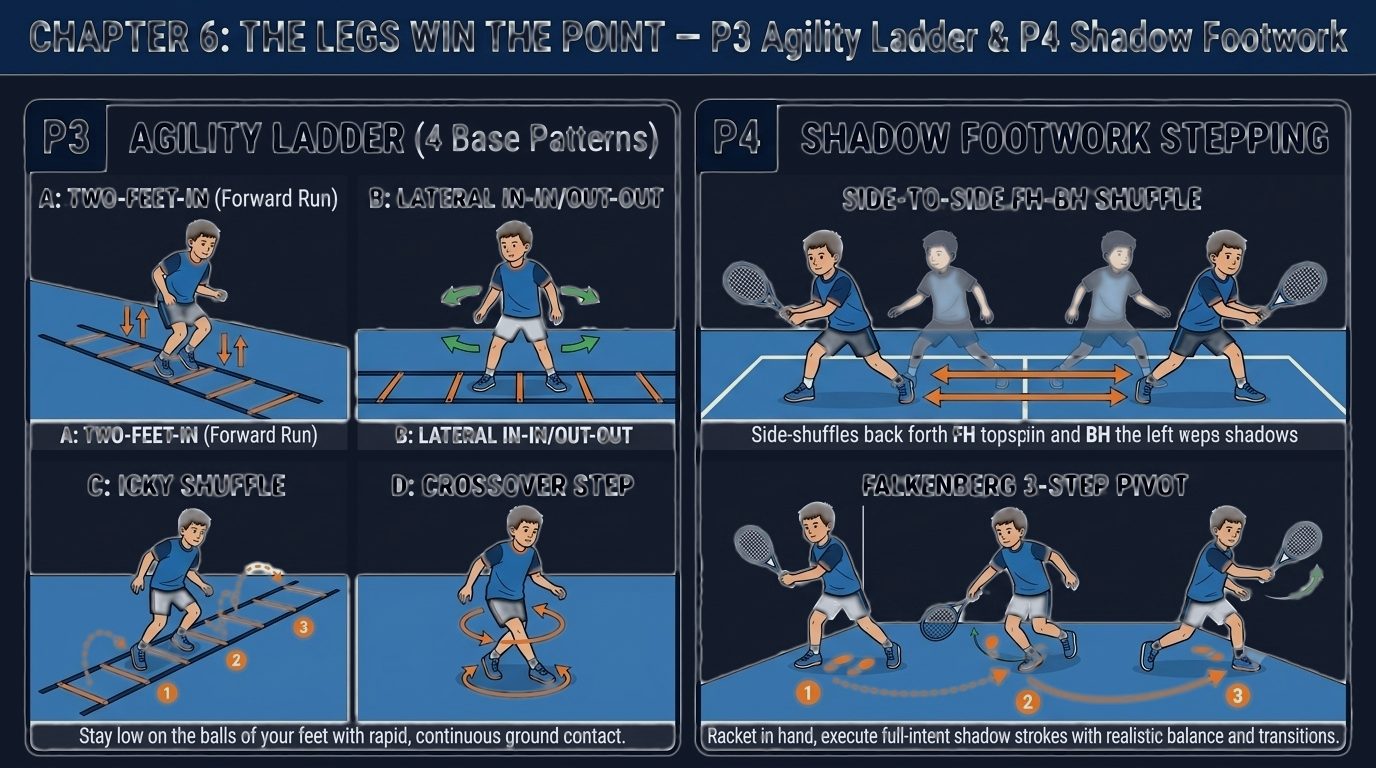 CHAPTER 6: THE LEGS WIN THE POINT – P3 Agility Ladder & P4 Shadow Footwork
P3
AGILITY LADDER (4 Base Patterns)
A: TWO-FEET-IN (Forward Run)
B: LATERAL IN-IN/OUT-OUT
A: TWO-FEET-IN (Forward Run)
B: LATERAL IN-IN/OUT-OUT
C: ICKY SHUFFLE
D: CROSSOVER STEP
1
2
3
Stay low on the balls of your feet with rapid, continuous ground contact.
P4
SHADOW FOOTWORK STEPPING
SIDE-TO-SIDE FH-BH SHUFFLE
Side-shuffles back forth FH topspin and BH the left weps shadows
FALKENBERG 3-STEP PIVOT
1
2
3
Racket in hand, execute full-intent shadow strokes with realistic balance and transitions.